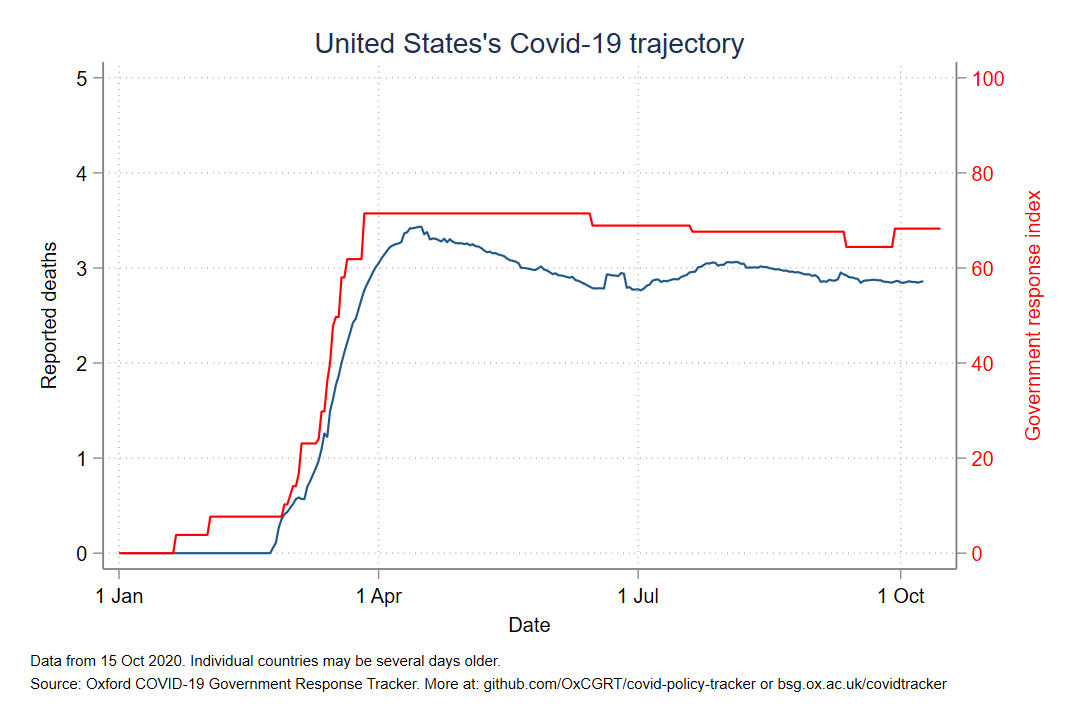 United States's Covid-19 trajectory
5
4
3
2
1
0
Reported deaths
100
80
60
40
20
0
Government response index
1 Jan
1 Apr
1 Jul
1 Oct
Date
Data from 15 Oct 2020. Individual countries may be several days older.
Source: Oxford COVID-19 Government Response Tracker. More at: github.com/OxCGRT/covid-policy-tracker or bsg.ox.ac.uk/covidtracker